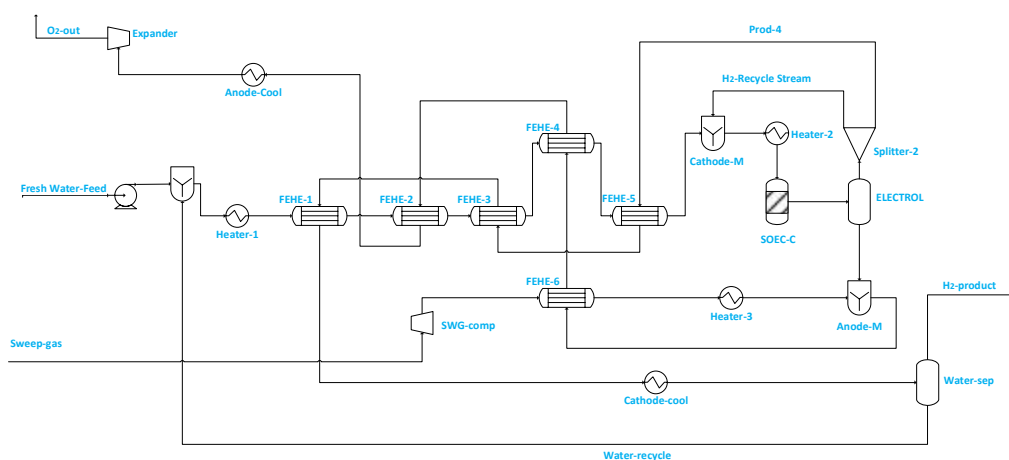 O2-out
Expander
Prod-4
Anode-Cool
H2-Recycle Stream
FEHE-4
Heater-2
Cathode-M
Splitter-2
Fresh Water-Feed
FEHE-1
FEHE-2
FEHE-3
FEHE-5
ELECTROL
Heater-1
SOEC-C
FEHE-6
H2-product
Heater-3
Anode-M
SWG-comp
Sweep-gas
Water-sep
Cathode-cool
Water-recycle